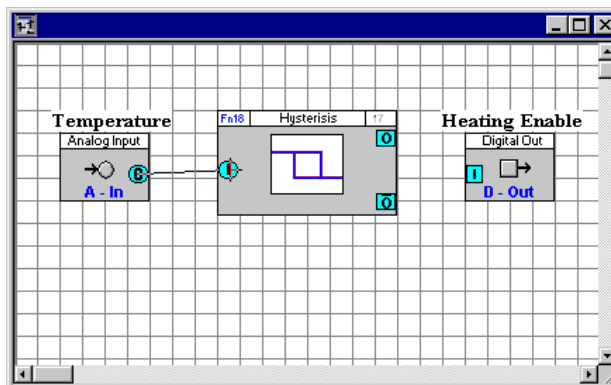 Temperature
Analog Input
C
A - In
Fn18 Hysterisis 17
I
O
O
Heating Enable
Digital Out
I
D - Out